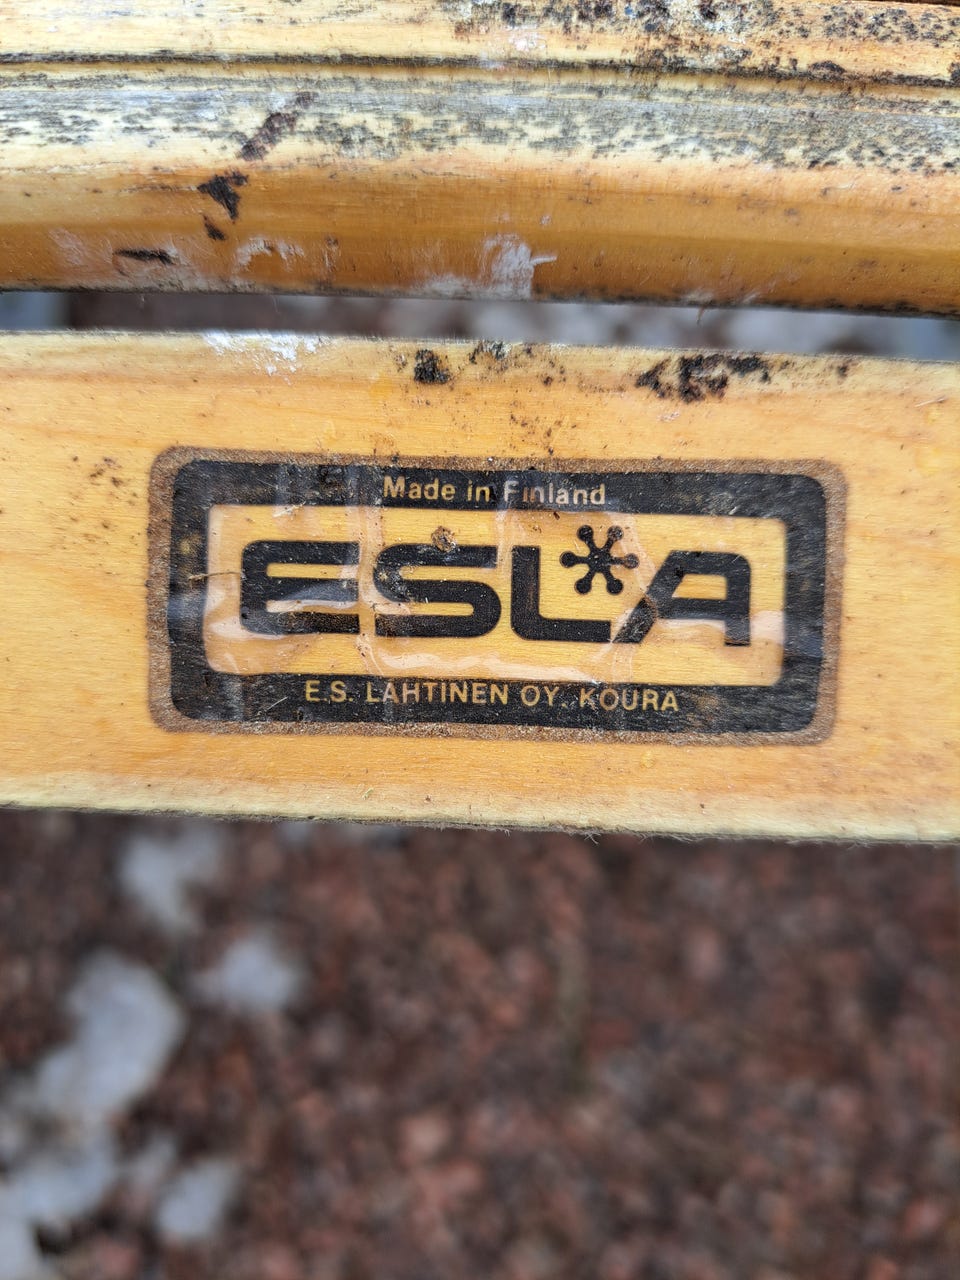 Made in Finland
ESLA
E.S. LAHTINEN OY. KOURA